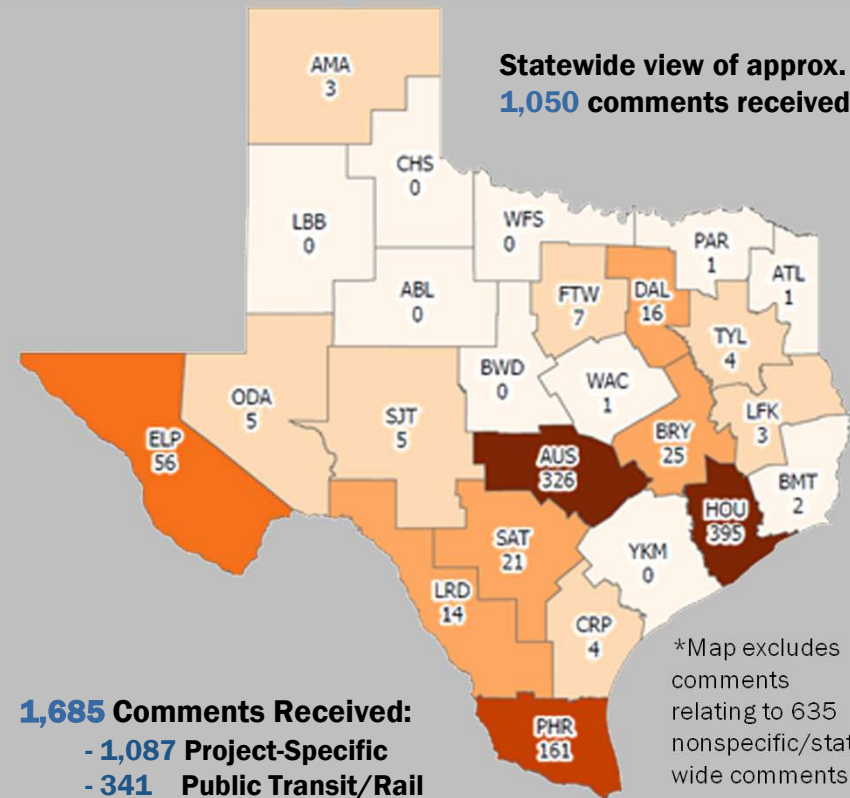 Statewide view of approx.
1,050 comments received
AMA
3
CHS
0
LBB
0
WFS
0
PAR
1
ATL
1
ABL
0
FTW
7
DAL
16
TYL
4
BWD
0
WAC
1
ODA
5
SJT
5
LFK
3
ELP
56
BRY
25
AUS
326
BMT
2
HOU
395
SAT
21
YKM
0
LRD
14
CRP
4
PHR
161
*Map excludes
comments
relating to 635
nonspecific/stat
wide comments
1,685 Comments Received:
- 1,087 Project-Specific
- 341 Public Transit/Rail